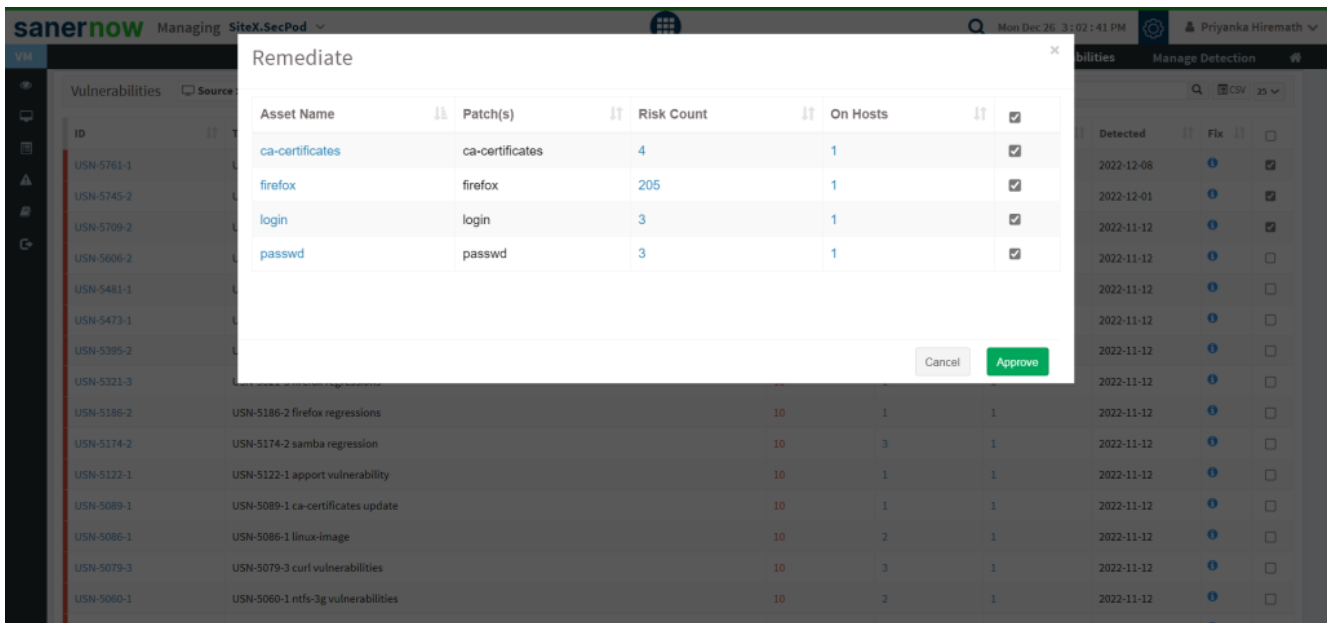 sanernow Managing SiteX.SecPod Mon Dec 26 3:02:41 PM Priyanka Hiremath
VM Manage Detection
Remediate ×
Vulnerabilities Source: CSV 25
Asset Name Patch(s) Risk Count On Hosts
ID Detected Fix
ca-certificates ca-certificates 4 1
USN-5761-1 2022-12-08
firefox firefox 205 1
USN-5745-2 2022-12-01
login login 3 1
USN-5709-2 2022-11-12
passwd passwd 3 1
USN-5606-2 2022-11-12
USN-5481-1 2022-11-12
USN-5473-1 2022-11-12
USN-5395-2 2022-11-12
Cancel Approve
USN-5321-3 2022-11-12
USN-5186-2 USN-5186-2 firefox regressions 10 1 1 2022-11-12
USN-5174-2 USN-5174-2 samba regression 10 3 1 2022-11-12
USN-5122-1 USN-5122-1 apport vulnerability 10 1 1 2022-11-12
USN-5089-1 USN-5089-1 ca-certificates update 10 1 1 2022-11-12
USN-5086-1 USN-5086-1 linux-image 10 2 1 2022-11-12
USN-5079-3 USN-5079-3 curl vulnerabilities 10 3 1 2022-11-12
USN-5060-1 USN-5060-1 ntfs-3g vulnerabilities 10 2 1 2022-11-12